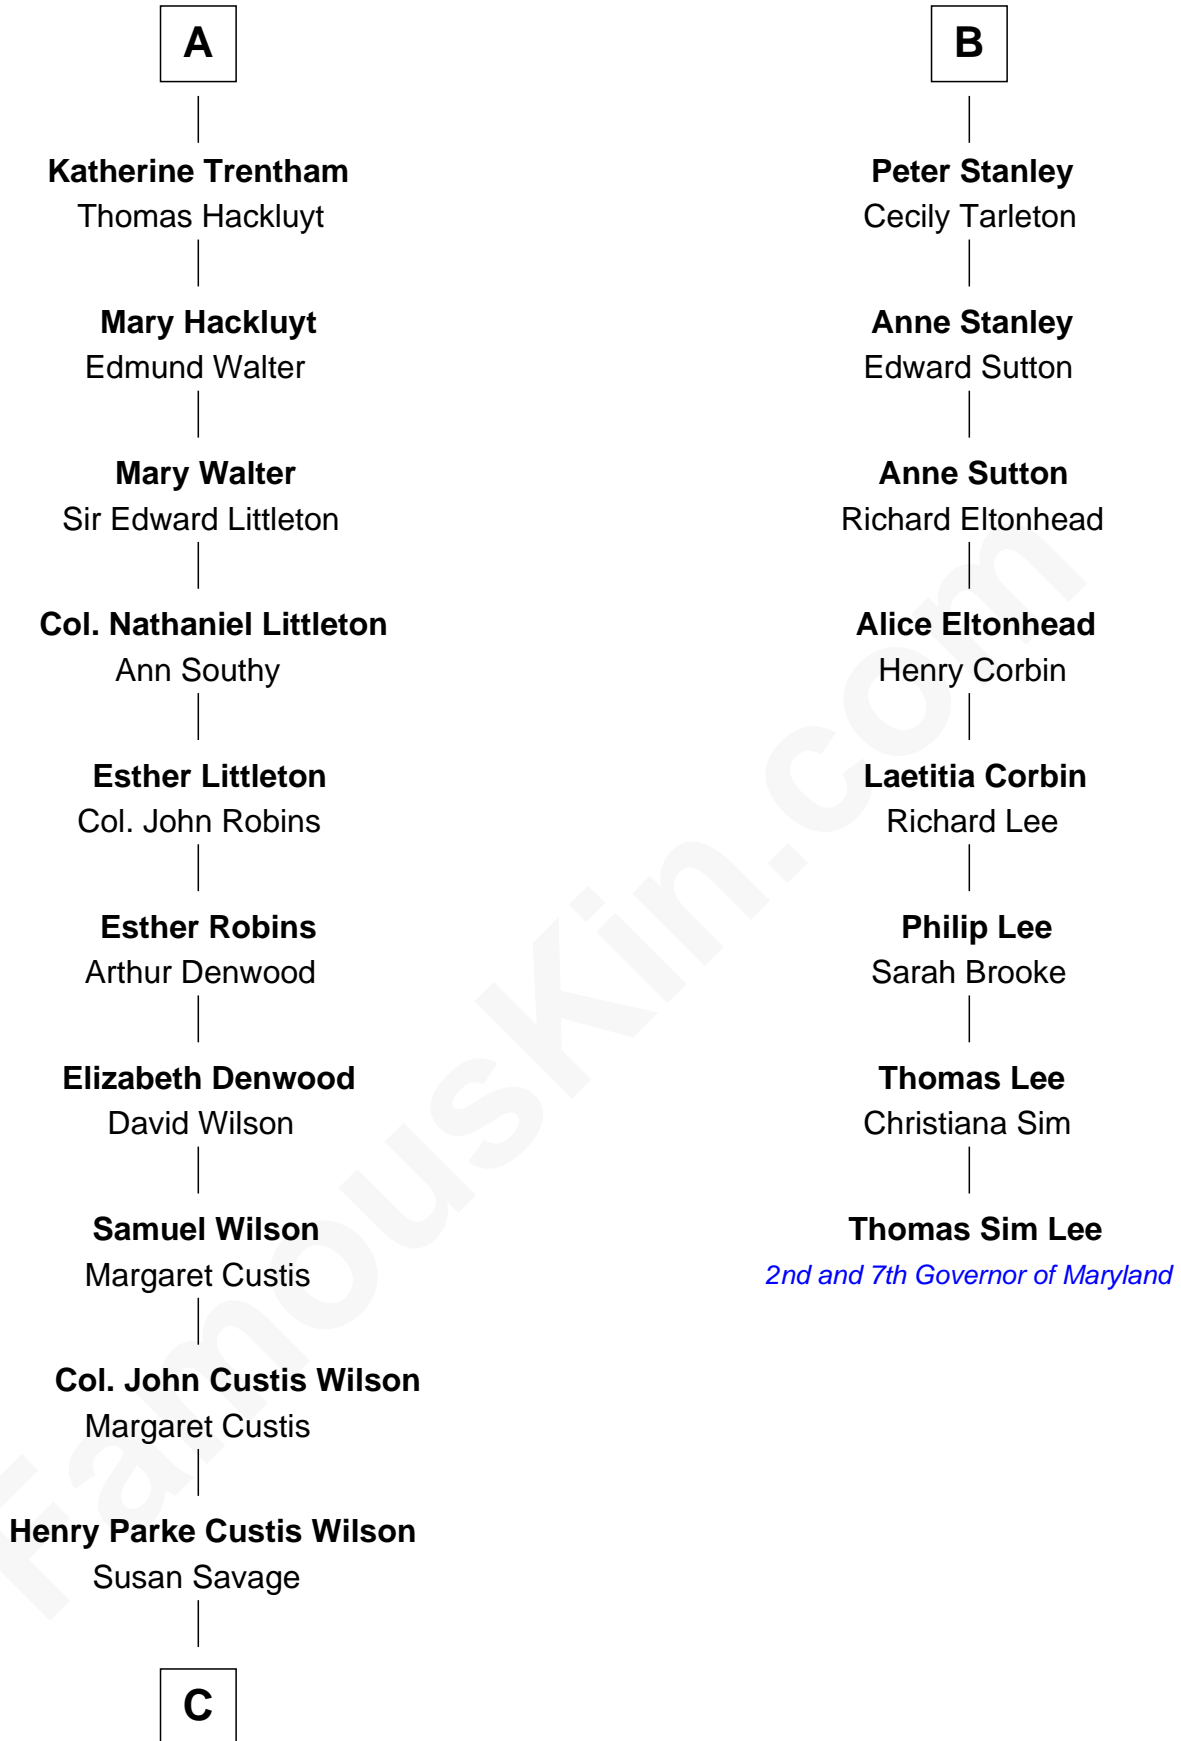 A
Katherine Trentham
Thomas Hackluyt
Mary Hackluyt
Edmund Walter
Mary Walter
Sir Edward Littleton
Col. Nathaniel Littleton
Ann Southy
Esther Littleton
Col. John Robins
Esther Robins
Arthur Denwood
Elizabeth Denwood
David Wilson
Samuel Wilson
Margaret Custis
Col. John Custis Wilson
Margaret Custis
Henry Parke Custis Wilson
Susan Savage
C
B
Peter Stanley
Cecily Tarleton
Anne Stanley
Edward Sutton
Anne Sutton
Richard Eltonhead
Alice Eltonhead
Henry Corbin
Laetitia Corbin
Richard Lee
Philip Lee
Sarah Brooke
Thomas Lee
Christiana Sim
Thomas Sim Lee
2nd and 7th Governor of Maryland
FamousKin.com